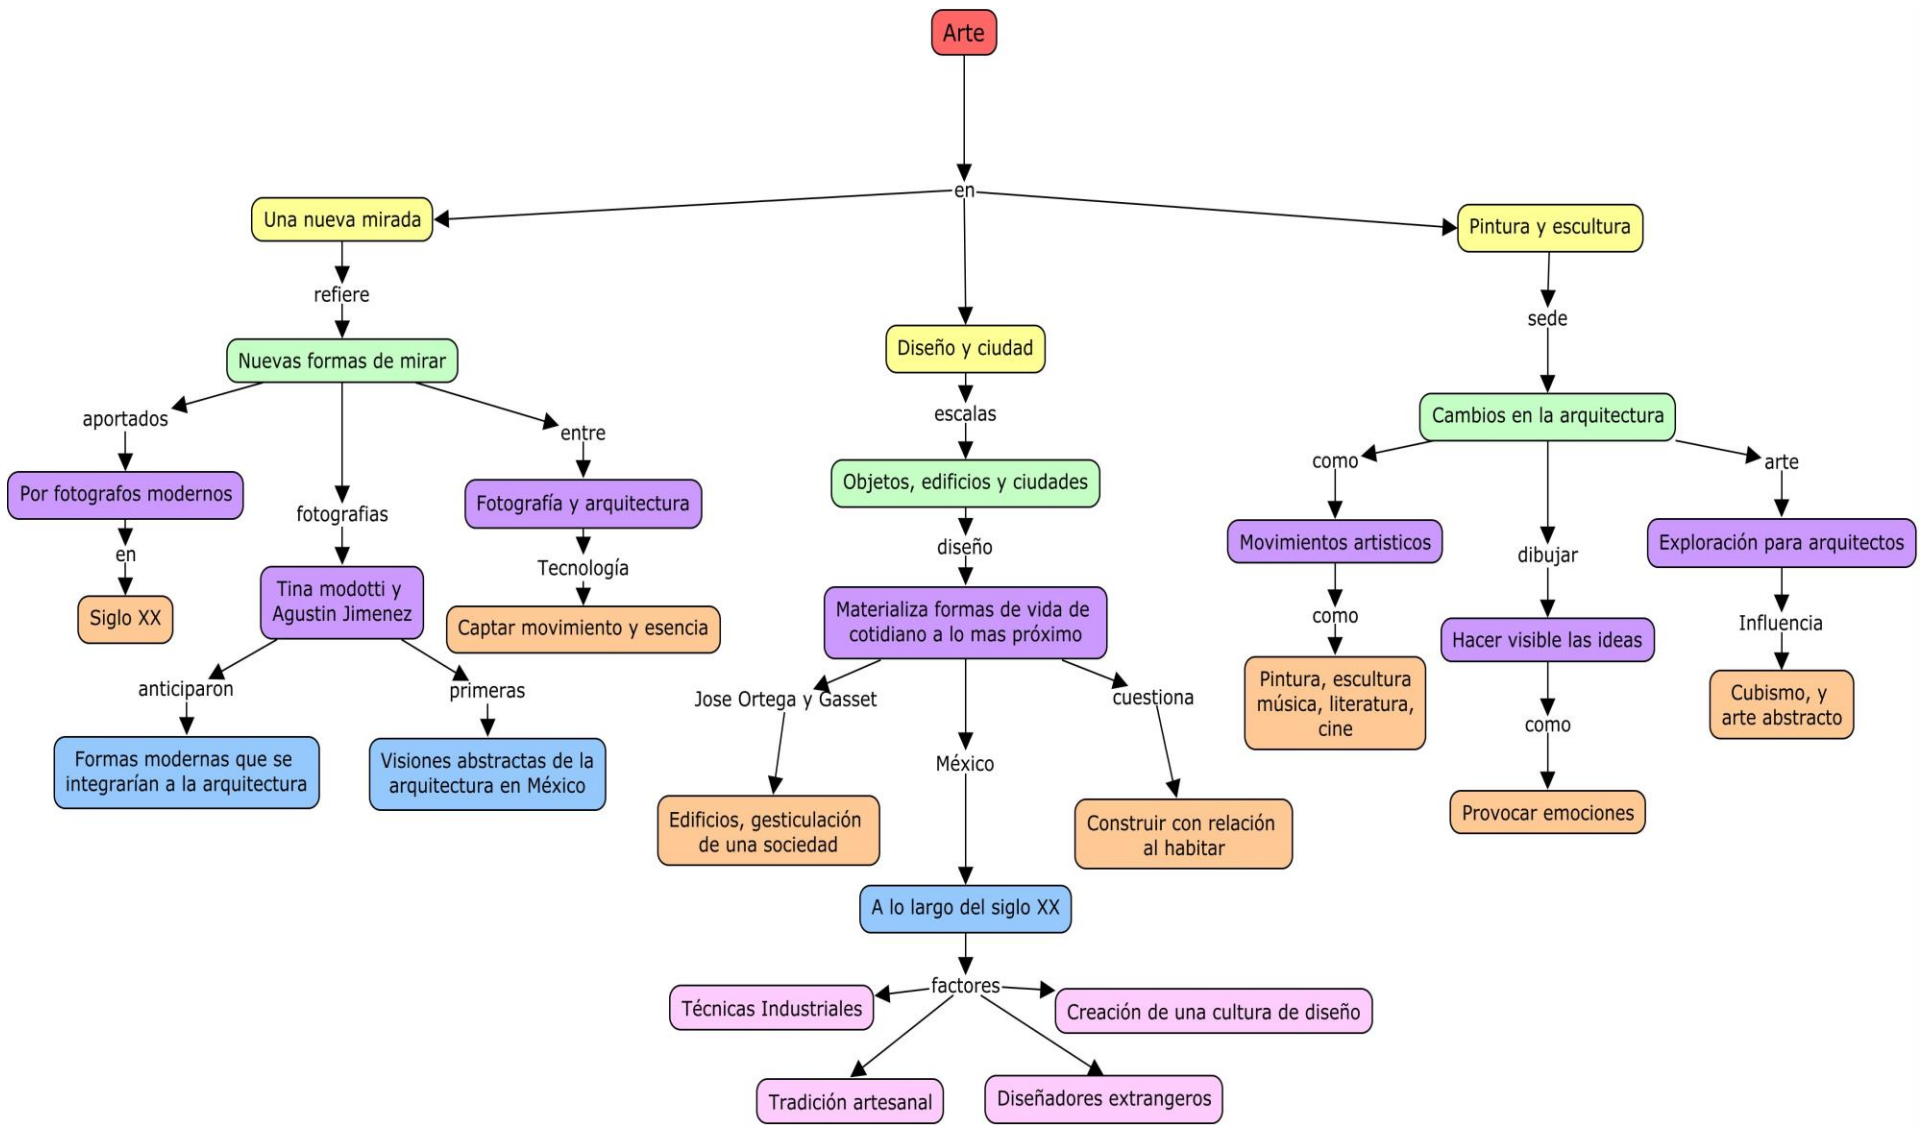 Arte
en
Una nueva mirada
Pintura y escultura
refiere
sede
Nuevas formas de mirar
Diseño y ciudad
aportados
entre
escalas
Cambios en la arquitectura
como
arte
Por fotografos modernos
fotografias
Fotografía y arquitectura
Objetos, edificios y ciudades
en
Tecnología
diseño
Movimientos artisticos
dibujar
Exploración para arquitectos
Siglo XX
Tina modotti y
Agustin Jimenez
Captar movimiento y esencia
Materializa formas de vida de
cotidiano a lo mas próximo
como
Hacer visible las ideas
Influencia
anticiparon
primeras
Jose Ortega y Gasset
cuestiona
Pintura, escultura
música, literatura,
cine
como
Cubismo, y
arte abstracto
Formas modernas que se
integrarían a la arquitectura
Visiones abstractas de la
arquitectura en México
México
Edificios, gesticulación
de una sociedad
Construir con relación
al habitar
Provocar emociones
A lo largo del siglo XX
factores
Técnicas Industriales
Creación de una cultura de diseño
Tradición artesanal
Diseñadores extrangeros